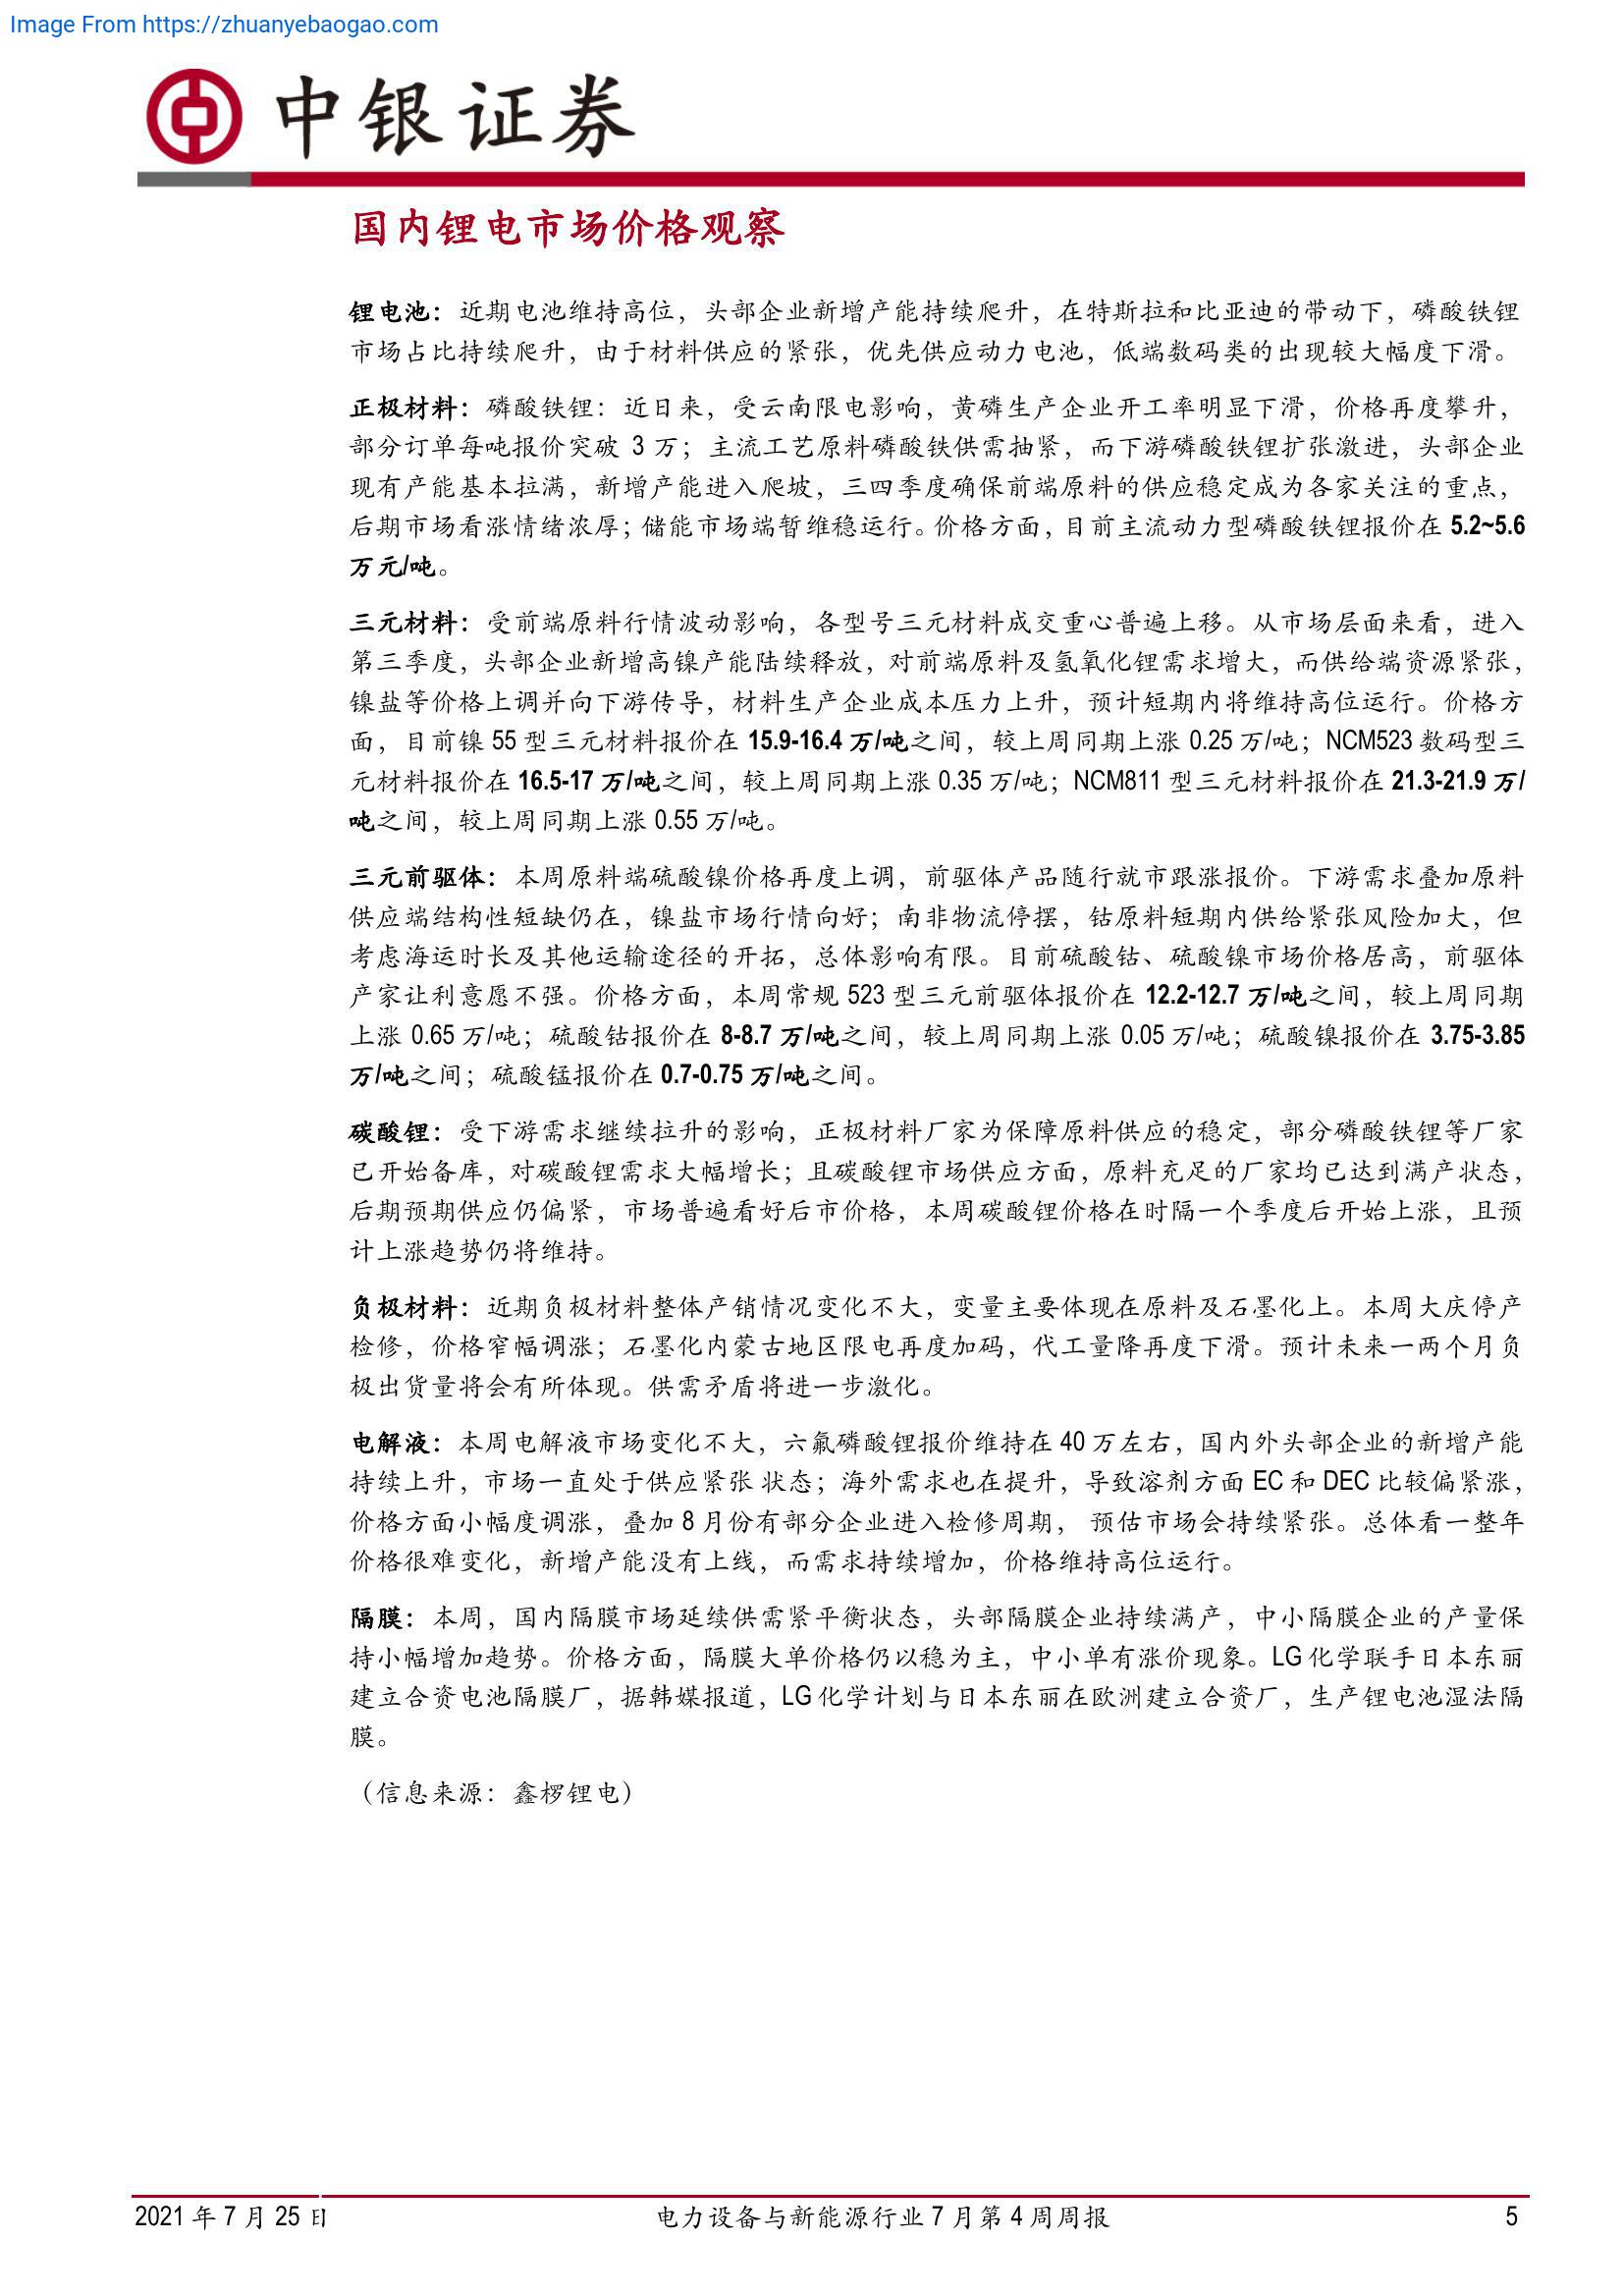 Image From https://zhuanyebaogao.com
中银证券
国内锂电市场价格观察
锂电池：近期电池维持高位，头部企业新增产能持续爬升，在特斯拉和比亚迪的带动下，磷酸铁锂
市场占比持续爬升，由于材料供应的紧张，优先供应动力电池，低端数码类的出现较大幅度下滑。
正极材料：磷酸铁锂：近日来，受云南限电影响，黄磷生产企业开工率明显下滑，价格再度攀升，
部分订单每吨报价突破 3 万；主流工艺原料磷酸铁供需抽紧，而下游磷酸铁锂扩张激进，头部企业
现有产能基本拉满，新增产能进入爬坡，三四季度确保前端原料的供应稳定成为各家关注的重点，
后期市场看涨情绪浓厚；储能市场端暂维稳运行。价格方面，目前主流动力型磷酸铁锂报价在 5.2~5.6
万元/吨。
三元材料：受前端原料行情波动影响，各型号三元材料成交重心普遍上移。从市场层面来看，进入
第三季度，头部企业新增高镍产能陆续释放，对前端原料及氢氧化锂需求增大，而供给端资源紧张，
镍盐等价格上调并向下游传导，材料生产企业成本压力上升，预计短期内将维持高位运行。价格方
面，目前镍 55 型三元材料报价在 15.9-16.4 万/吨之间，较上周同期上涨 0.25 万/吨；NCM523 数码型三
元材料报价在 16.5-17 万/吨之间，较上周同期上涨 0.35 万/吨；NCM811 型三元材料报价在 21.3-21.9 万/
吨之间，较上周同期上涨 0.55 万/吨。
三元前驱体：本周原料端硫酸镍价格再度上调，前驱体产品随行就市跟涨报价。下游需求叠加原料
供应端结构性短缺仍在，镍盐市场行情向好；南非物流停摆，钴原料短期内供给紧张风险加大，但
考虑海运时长及其他运输途径的开拓，总体影响有限。目前硫酸钴、硫酸镍市场价格居高，前驱体
产家让利意愿不强。价格方面，本周常规 523 型三元前驱体报价在 12.2-12.7 万/吨之间，较上周同期
上涨 0.65 万/吨；硫酸钴报价在 8-8.7 万/吨之间，较上周同期上涨 0.05 万/吨；硫酸镍报价在 3.75-3.85
万/吨之间；硫酸锰报价在 0.7-0.75 万/吨之间。
碳酸锂：受下游需求继续拉升的影响，正极材料厂家为保障原料供应的稳定，部分磷酸铁锂等厂家
已开始备库，对碳酸锂需求大幅增长；且碳酸锂市场供应方面，原料充足的厂家均已达到满产状态，
后期预期供应仍偏紧，市场普遍看好后市价格，本周碳酸锂价格在时隔一个季度后开始上涨，且预
计上涨趋势仍将维持。
负极材料：近期负极材料整体产销情况变化不大，变量主要体现在原料及石墨化上。本周大庆停产
检修，价格窄幅调涨；石墨化内蒙古地区限电再度加码，代工量降再度下滑。预计未来一两个月负
极出货量将会有所体现。供需矛盾将进一步激化。
电解液：本周电解液市场变化不大，六氟磷酸锂报价维持在 40 万左右，国内外头部企业的新增产能
持续上升，市场一直处于供应紧张 状态；海外需求也在提升，导致溶剂方面 EC 和 DEC 比较偏紧涨，
价格方面小幅度调涨，叠加 8 月份有部分企业进入检修周期， 预估市场会持续紧张。总体看一整年
价格很难变化，新增产能没有上线，而需求持续增加，价格维持高位运行。
隔膜：本周，国内隔膜市场延续供需紧平衡状态，头部隔膜企业持续满产，中小隔膜企业的产量保
持小幅增加趋势。价格方面，隔膜大单价格仍以稳为主，中小单有涨价现象。LG 化学联手日本东丽
建立合资电池隔膜厂，据韩媒报道，LG 化学计划与日本东丽在欧洲建立合资厂，生产锂电池湿法隔
膜。
（信息来源：鑫椤锂电）
2021 年 7 月 25 日
电力设备与新能源行业 7 月第 4 周周报
5